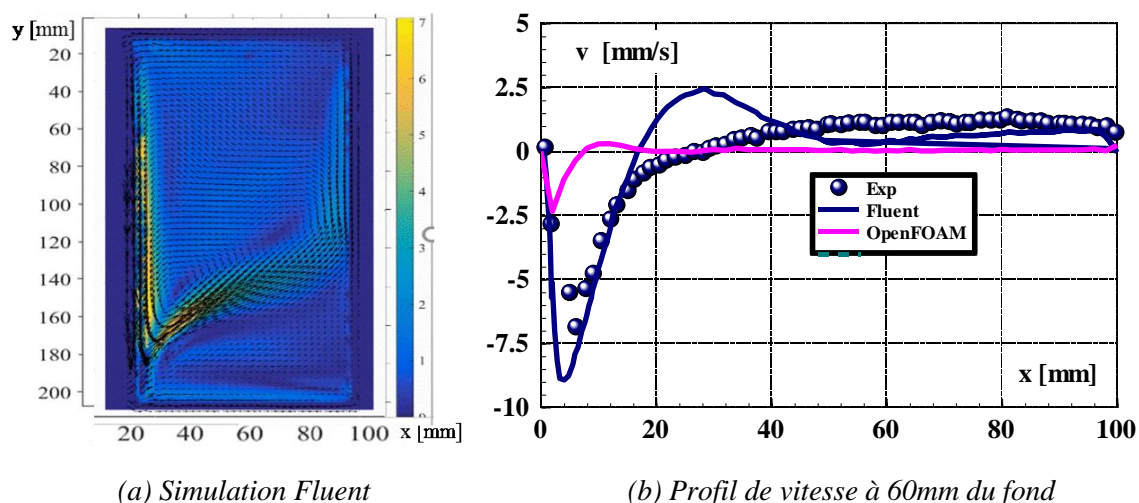 y [mm]
20
40
60
80
100
120
140
160
180
200
20 40 60 80 100
x [mm]
7
6
5
4
3
2
1
0
v [mm/s]
5
2.5
0
-2.5
-5
-7.5
-10
Exp
Fluent
OpenFOAM
x [mm]
0 20 40 60 80 100
(a) Simulation Fluent
(b) Profil de vitesse à 60mm du fond